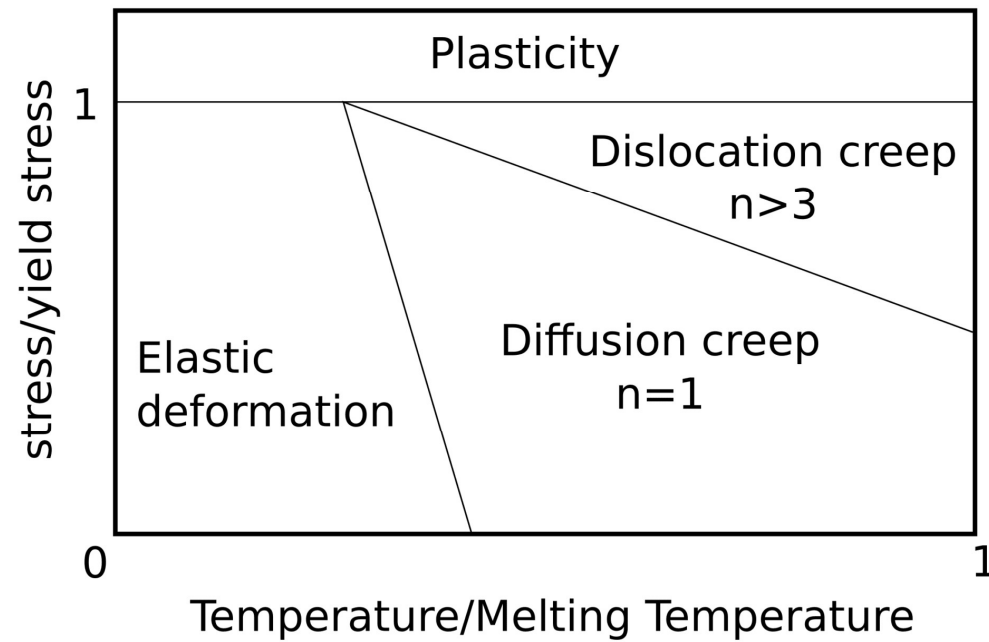 Plasticity
1
stress/yield stress
Dislocation creep
n>3
Diffusion creep
n=1
Elastic
deformation
0
1
Temperature/Melting Temperature